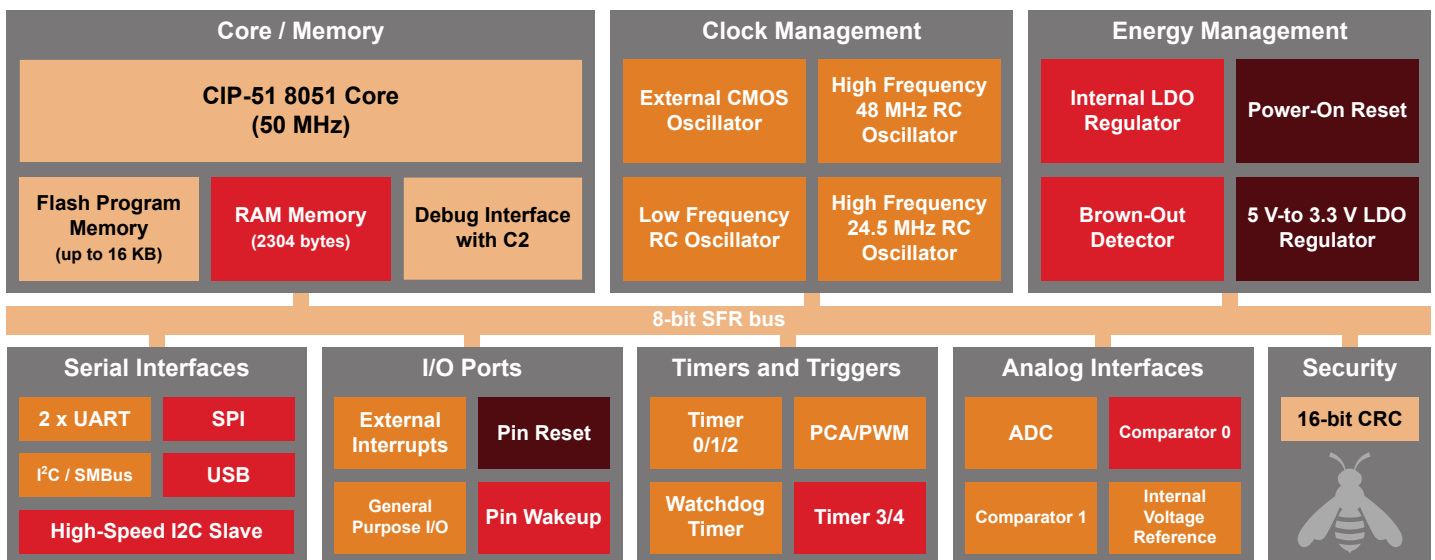 Core / Memory
CIP-51 8051 Core
(50 MHz)
Flash Program
Memory
(up to 16 KB)
RAM Memory
(2304 bytes)
Debug Interface
with C2
Clock Management
External CMOS
Oscillator
High Frequency
48 MHz RC
Oscillator
Low Frequency
RC Oscillator
High Frequency
24.5 MHz RC
Oscillator
Energy Management
Internal LDO
Regulator
Power-On Reset
Brown-Out
Detector
5 V-to 3.3 V LDO
Regulator
8-bit SFR bus
Serial Interfaces
2 x UART
SPI
I²C / SMBus
USB
High-Speed I2C Slave
I/O Ports
External
Interrupts
Pin Reset
General
Purpose I/O
Pin Wakeup
Timers and Triggers
Timer
0/1/2
PCA/PWM
Watchdog
Timer
Timer 3/4
Analog Interfaces
ADC
Comparator 0
Comparator 1
Internal
Voltage
Reference
Security
16-bit CRC